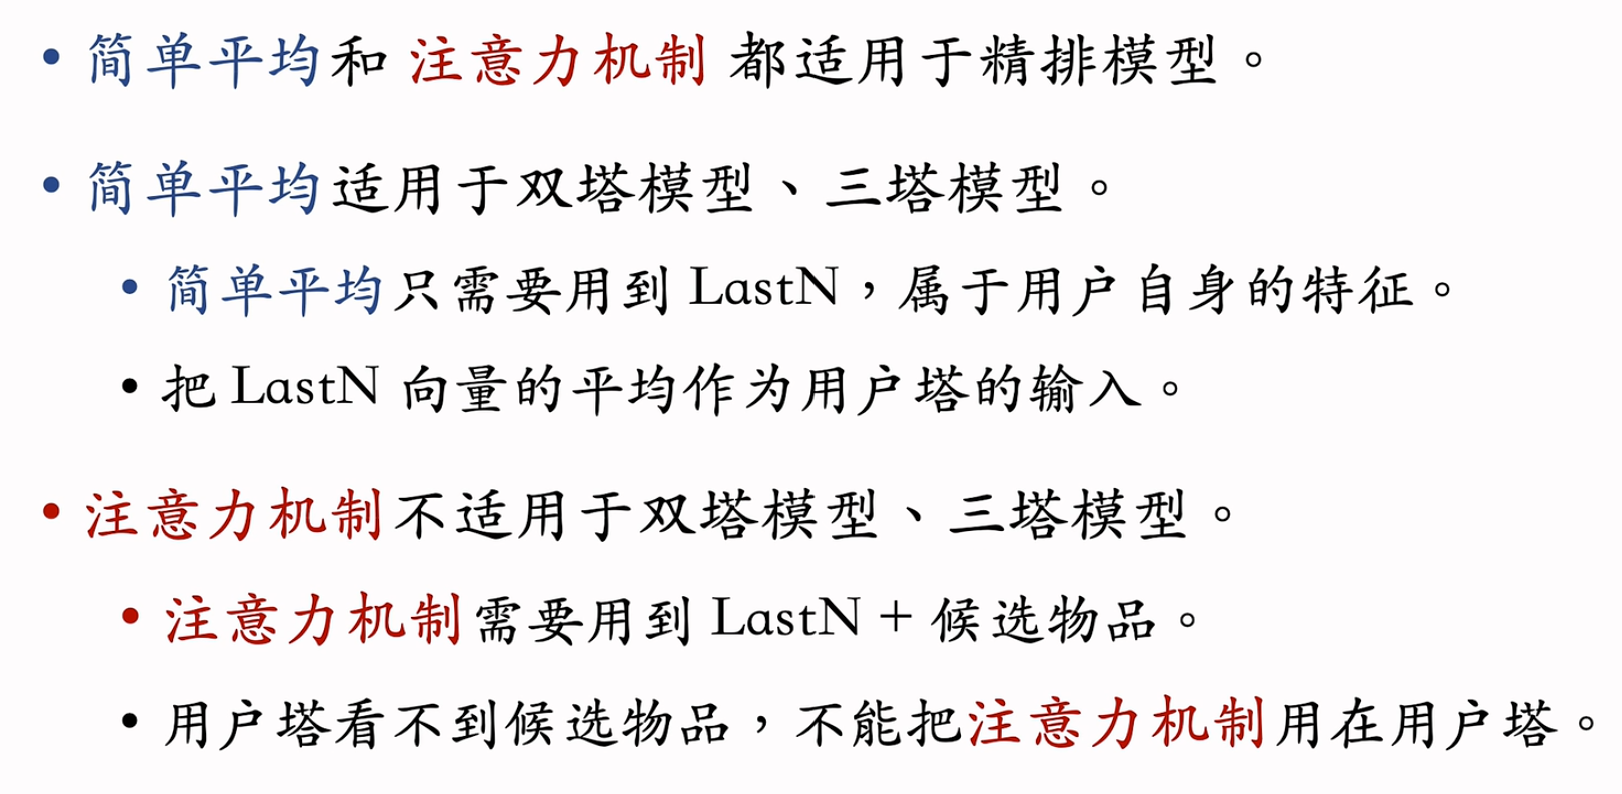 • 简单平均和 注意力机制 都适用于精排模型。
• 简单平均适用于双塔模型、三塔模型。
• 简单平均只需要用到 LastN，属于用户自身的特征。
• 把 LastN 向量的平均作为用户塔的输入。
• 注意力机制不适用于双塔模型、三塔模型。
• 注意力机制需要用到 LastN + 候选物品。
• 用户塔看不到候选物品，不能把注意力机制用在用户塔。